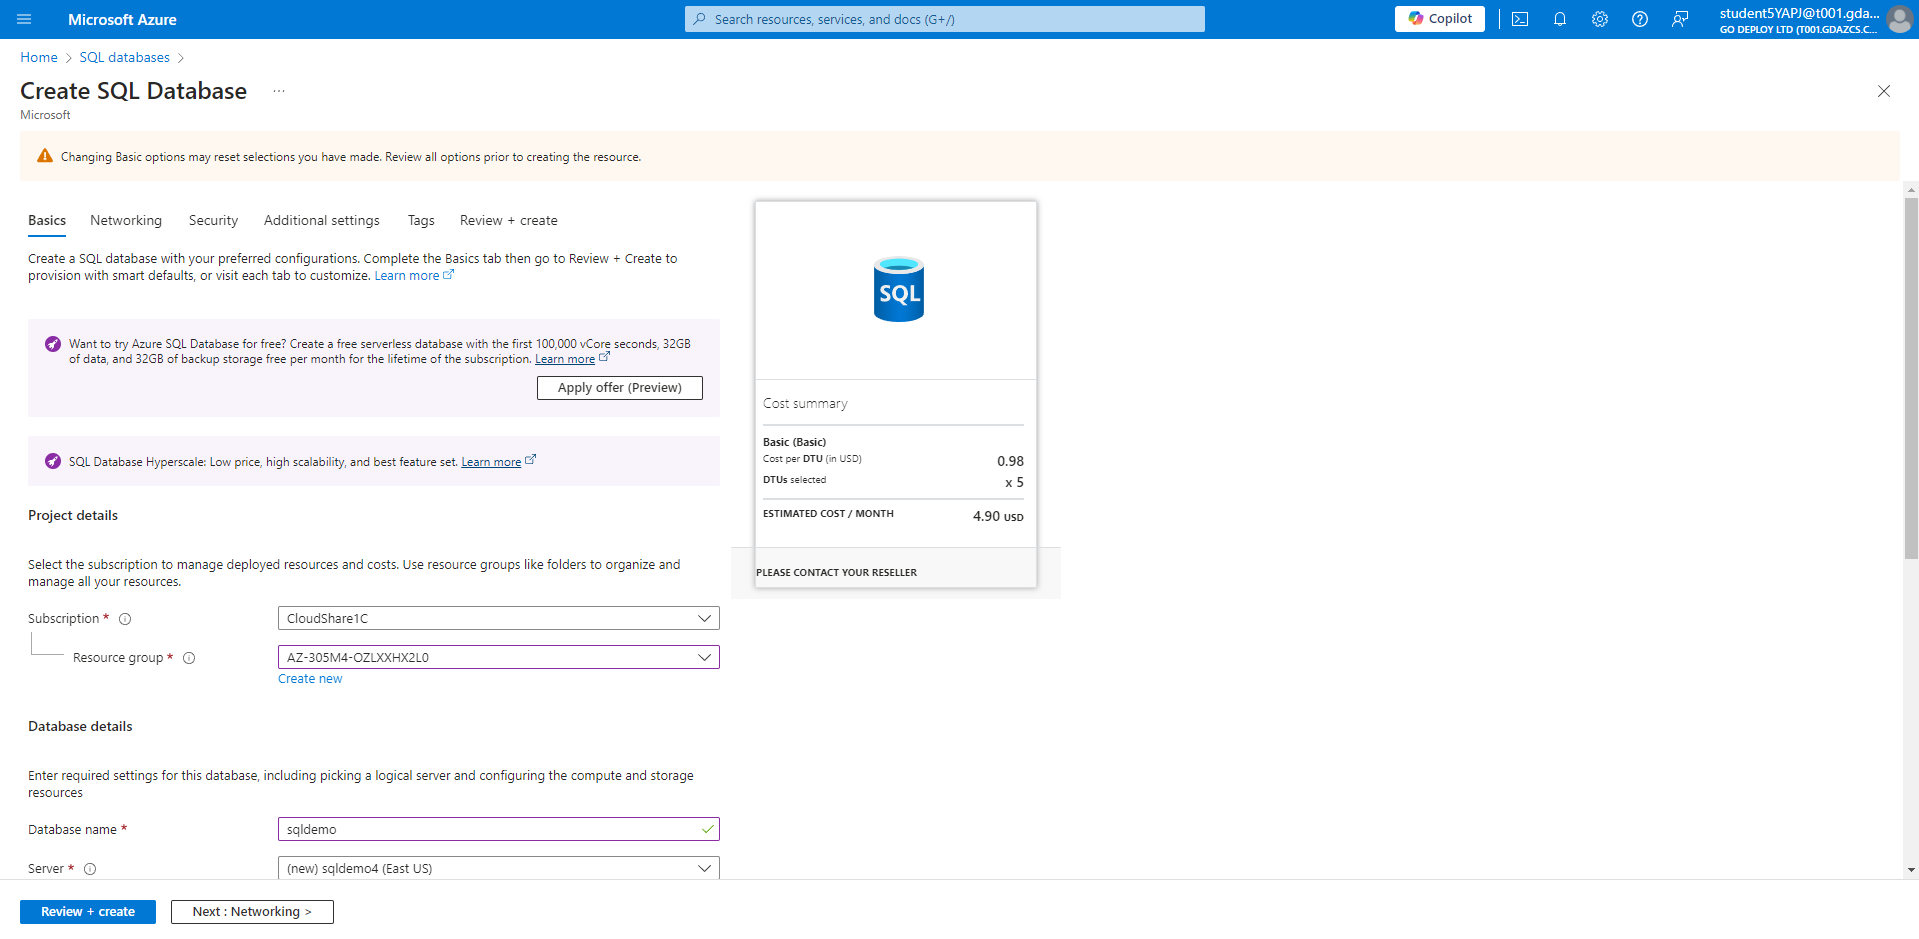 Microsoft Azure
Search resources, services, and docs (G+/)
Copilot
student5YAPJ@t001.gda...
GO DEPLOY LTD (T001.GDAZCS.C...
Home > SQL databases >
Create SQL Database ...
Microsoft
Changing Basic options may reset selections you have made. Review all options prior to creating the resource.
Basics Networking Security Additional settings Tags Review + create
Create a SQL database with your preferred configurations. Complete the Basics tab then go to Review + Create to
provision with smart defaults, or visit each tab to customize. Learn more
Want to try Azure SQL Database for free? Create a free serverless database with the first 100,000 vCore seconds, 32GB
of data, and 32GB of backup storage free per month for the lifetime of the subscription. Learn more
Apply offer (Preview)
SQL Database Hyperscale: Low price, high scalability, and best feature set. Learn more
Project details
Select the subscription to manage deployed resources and costs. Use resource groups like folders to organize and
manage all your resources.
Subscription * CloudShare1C
Resource group * AZ-305M4-OZLXXHX2L0
Create new
Database details
Enter required settings for this database, including picking a logical server and configuring the compute and storage
resources
Database name * sqldemo
Server * (new) sqldemo4 (East US)
SQL
Cost summary
Basic (Basic)
Cost per DTU (in USD) 0.98
DTUs selected x 5
ESTIMATED COST / MONTH 4.90 USD
PLEASE CONTACT YOUR RESELLER
Review + create
Next : Networking >